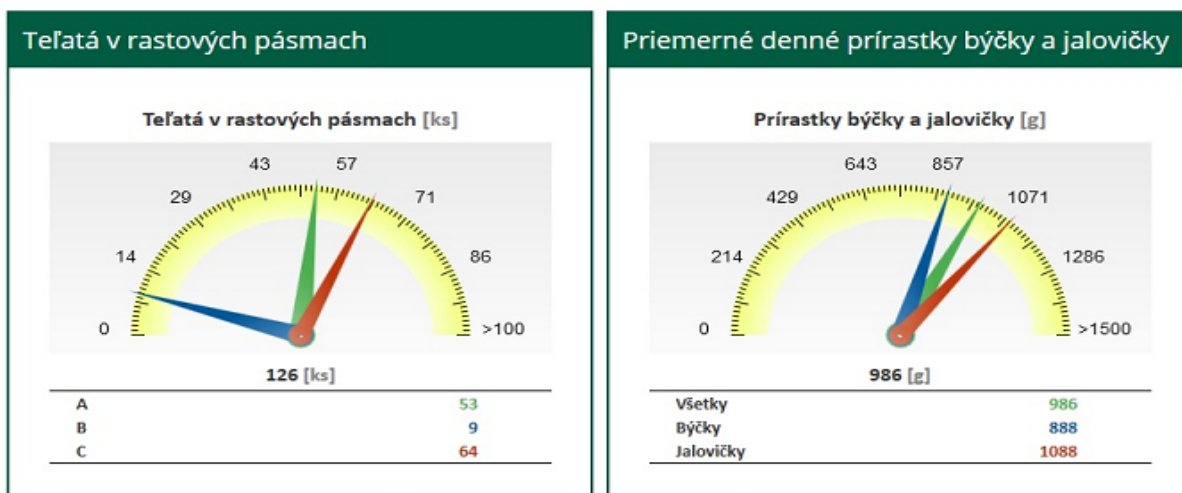 Teľatá v rastových pásmach
Teľatá v rastových pásmach [ks]
0
14
29
43
57
71
86
>100
126 [ks]
A 53
B 9
C 64
Priemerné denné prírastky býčky a jalovičky
Prírastky býčky a jalovičky [g]
0
214
429
643
857
1071
1286
>1500
986 [g]
Všetky 986
Býčky 888
Jalovičky 1088